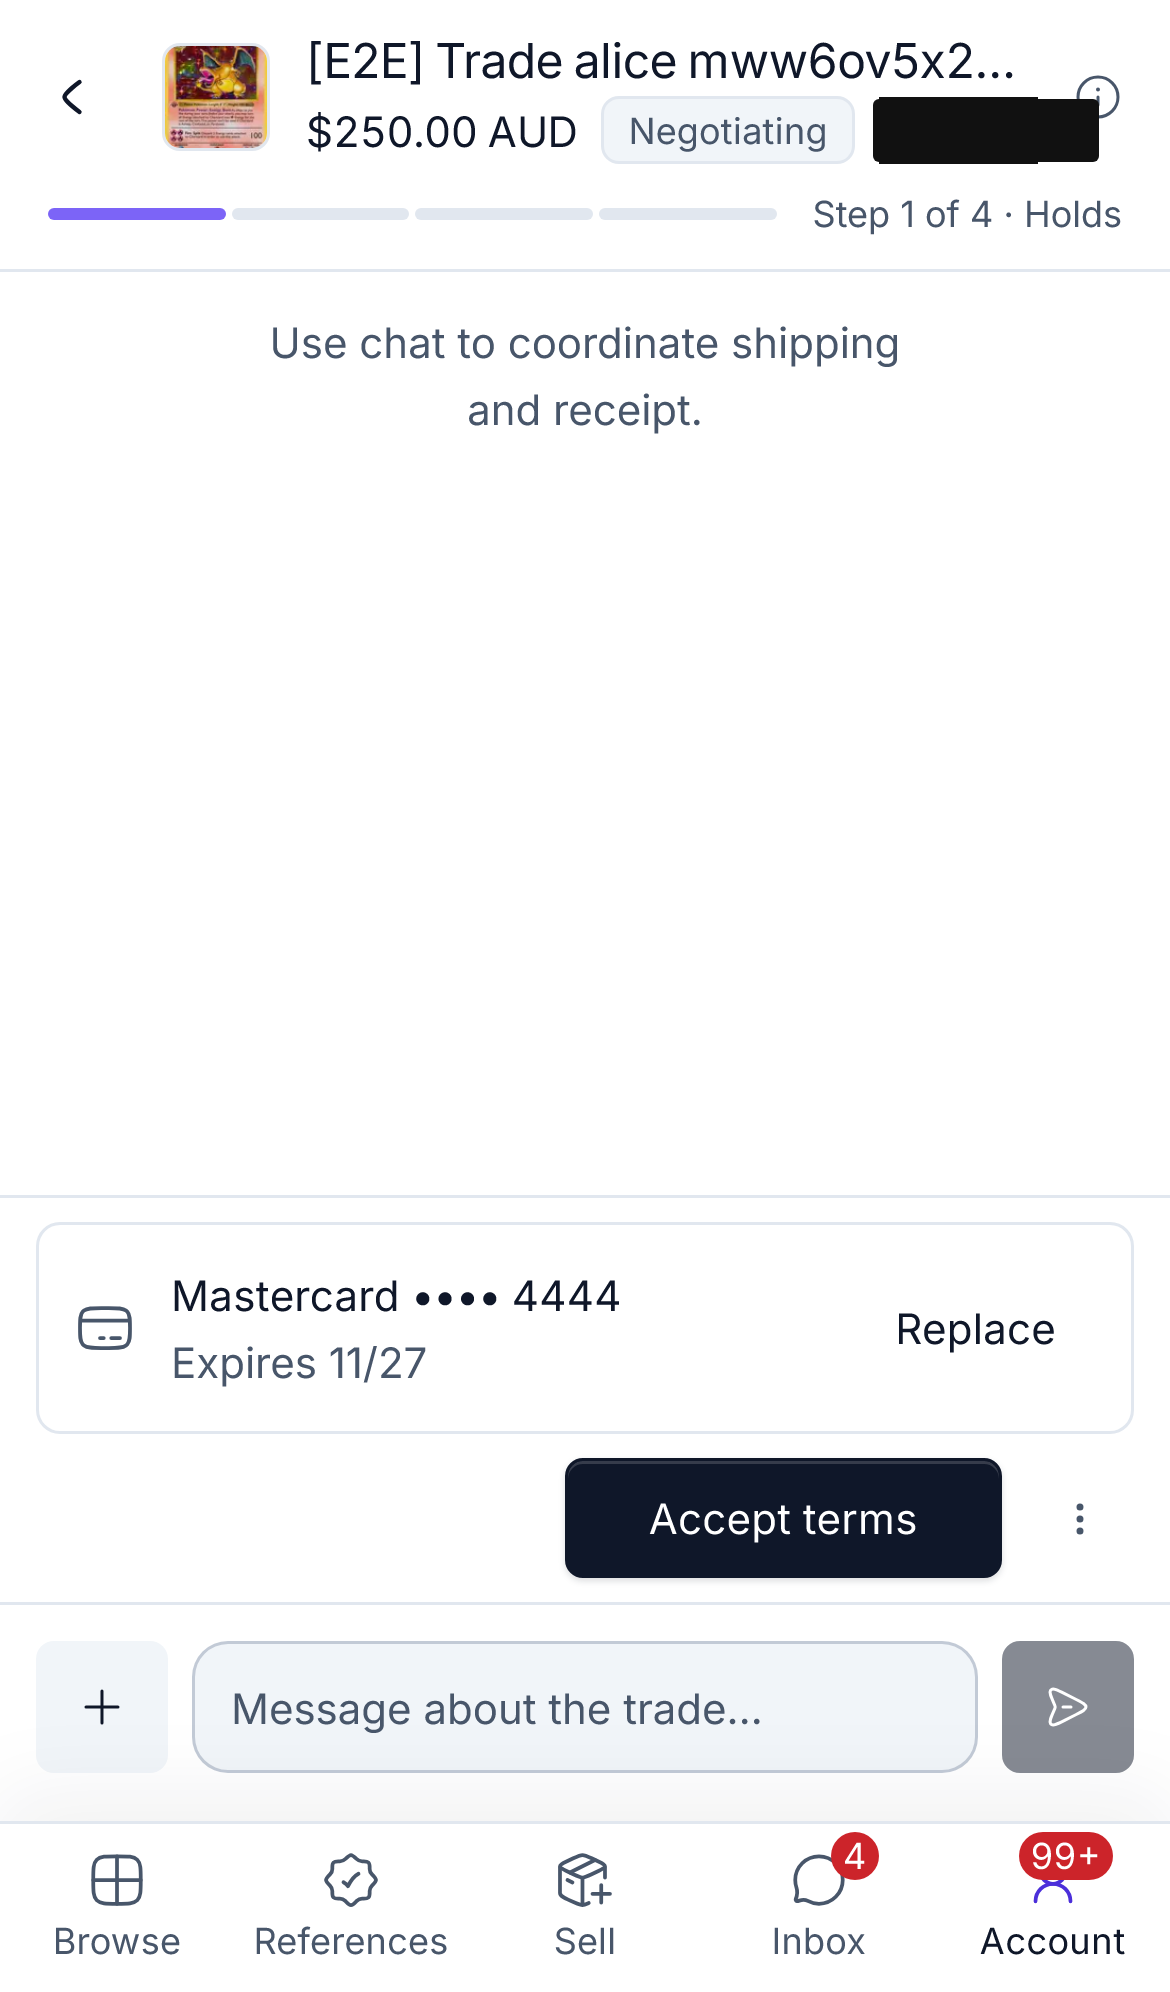 [E2E] Trade alice mww6ov5x2...
$250.00 AUD Negotiating
Step 1 of 4 · Holds
Use chat to coordinate shipping
and receipt.
Mastercard •••• 4444
Expires 11/27
Replace
Accept terms
Message about the trade...
4
99+
Browse
References
Sell
Inbox
Account